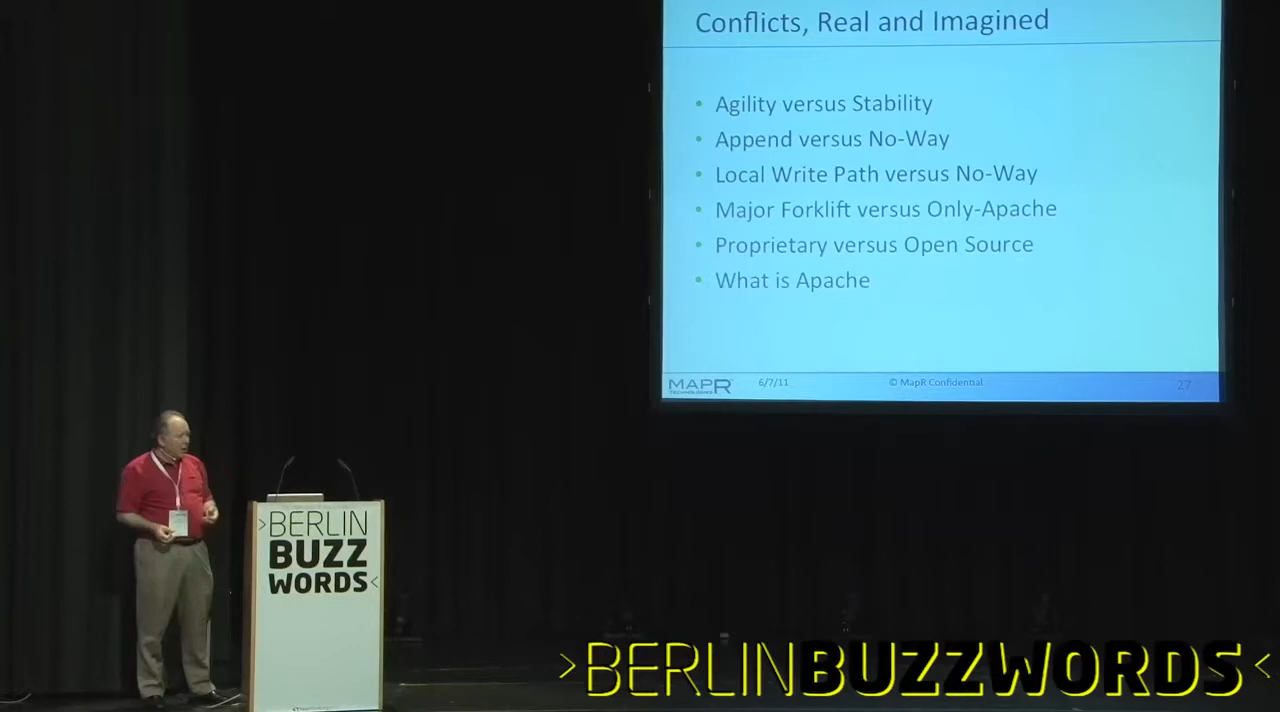 Conflicts, Real and Imagined
• Agility versus Stability
• Append versus No-Way
• Local Write Path versus No-Way
• Major Forklift versus Only-Apache
• Proprietary versus Open Source
• What is Apache
MAPR
TECHNOLOGIES
6/7/11
© MapR Confidential
27
>BERLIN
BUZZ
WORDS<
>BERLINBUZZWORDS<